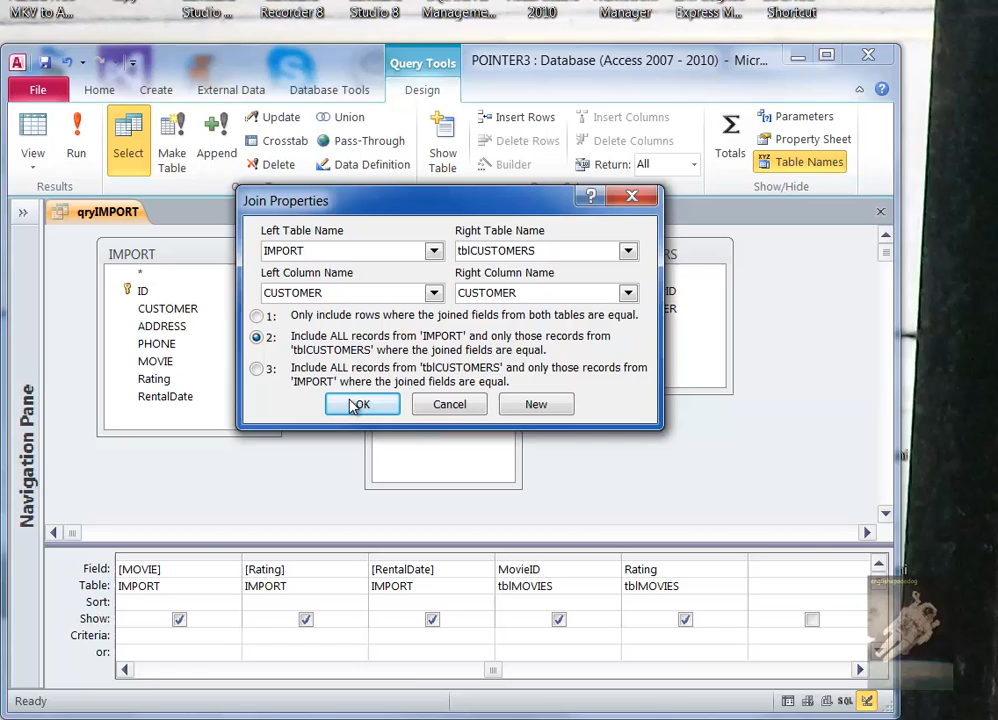 MKV to A...
Studio ...
Recorder 8
Studio 8
Manageme...
2010
Manager
Express M...
Shortcut
Query Tools
POINTER3 : Database (Access 2007 - 2010) - Micr...
File
Home
Create
External Data
Database Tools
Design
View
Run
Select
Make Table
Append
Update
Crosstab
Delete
Union
Pass-Through
Data Definition
Show Table
Insert Rows
Delete Rows
Builder
Insert Columns
Delete Columns
Return: All
Totals
Parameters
Property Sheet
Table Names
Results
Show/Hide
qryIMPORT
Navigation Pane
IMPORT
*
ID
CUSTOMER
ADDRESS
PHONE
MOVIE
Rating
RentalDate
RS
ID
ER
Join Properties
Left Table Name
Right Table Name
IMPORT
tblCUSTOMERS
Left Column Name
Right Column Name
CUSTOMER
CUSTOMER
1: Only include rows where the joined fields from both tables are equal.
2: Include ALL records from 'IMPORT' and only those records from
'tblCUSTOMERS' where the joined fields are equal.
3: Include ALL records from 'tblCUSTOMERS' and only those records from
'IMPORT' where the joined fields are equal.
OK
Cancel
New
Field: [MOVIE] [Rating] [RentalDate] MovieID Rating
Table: IMPORT IMPORT IMPORT tblMOVIES tblMOVIES
Sort:
Show:
Criteria:
or:
Ready
SQL